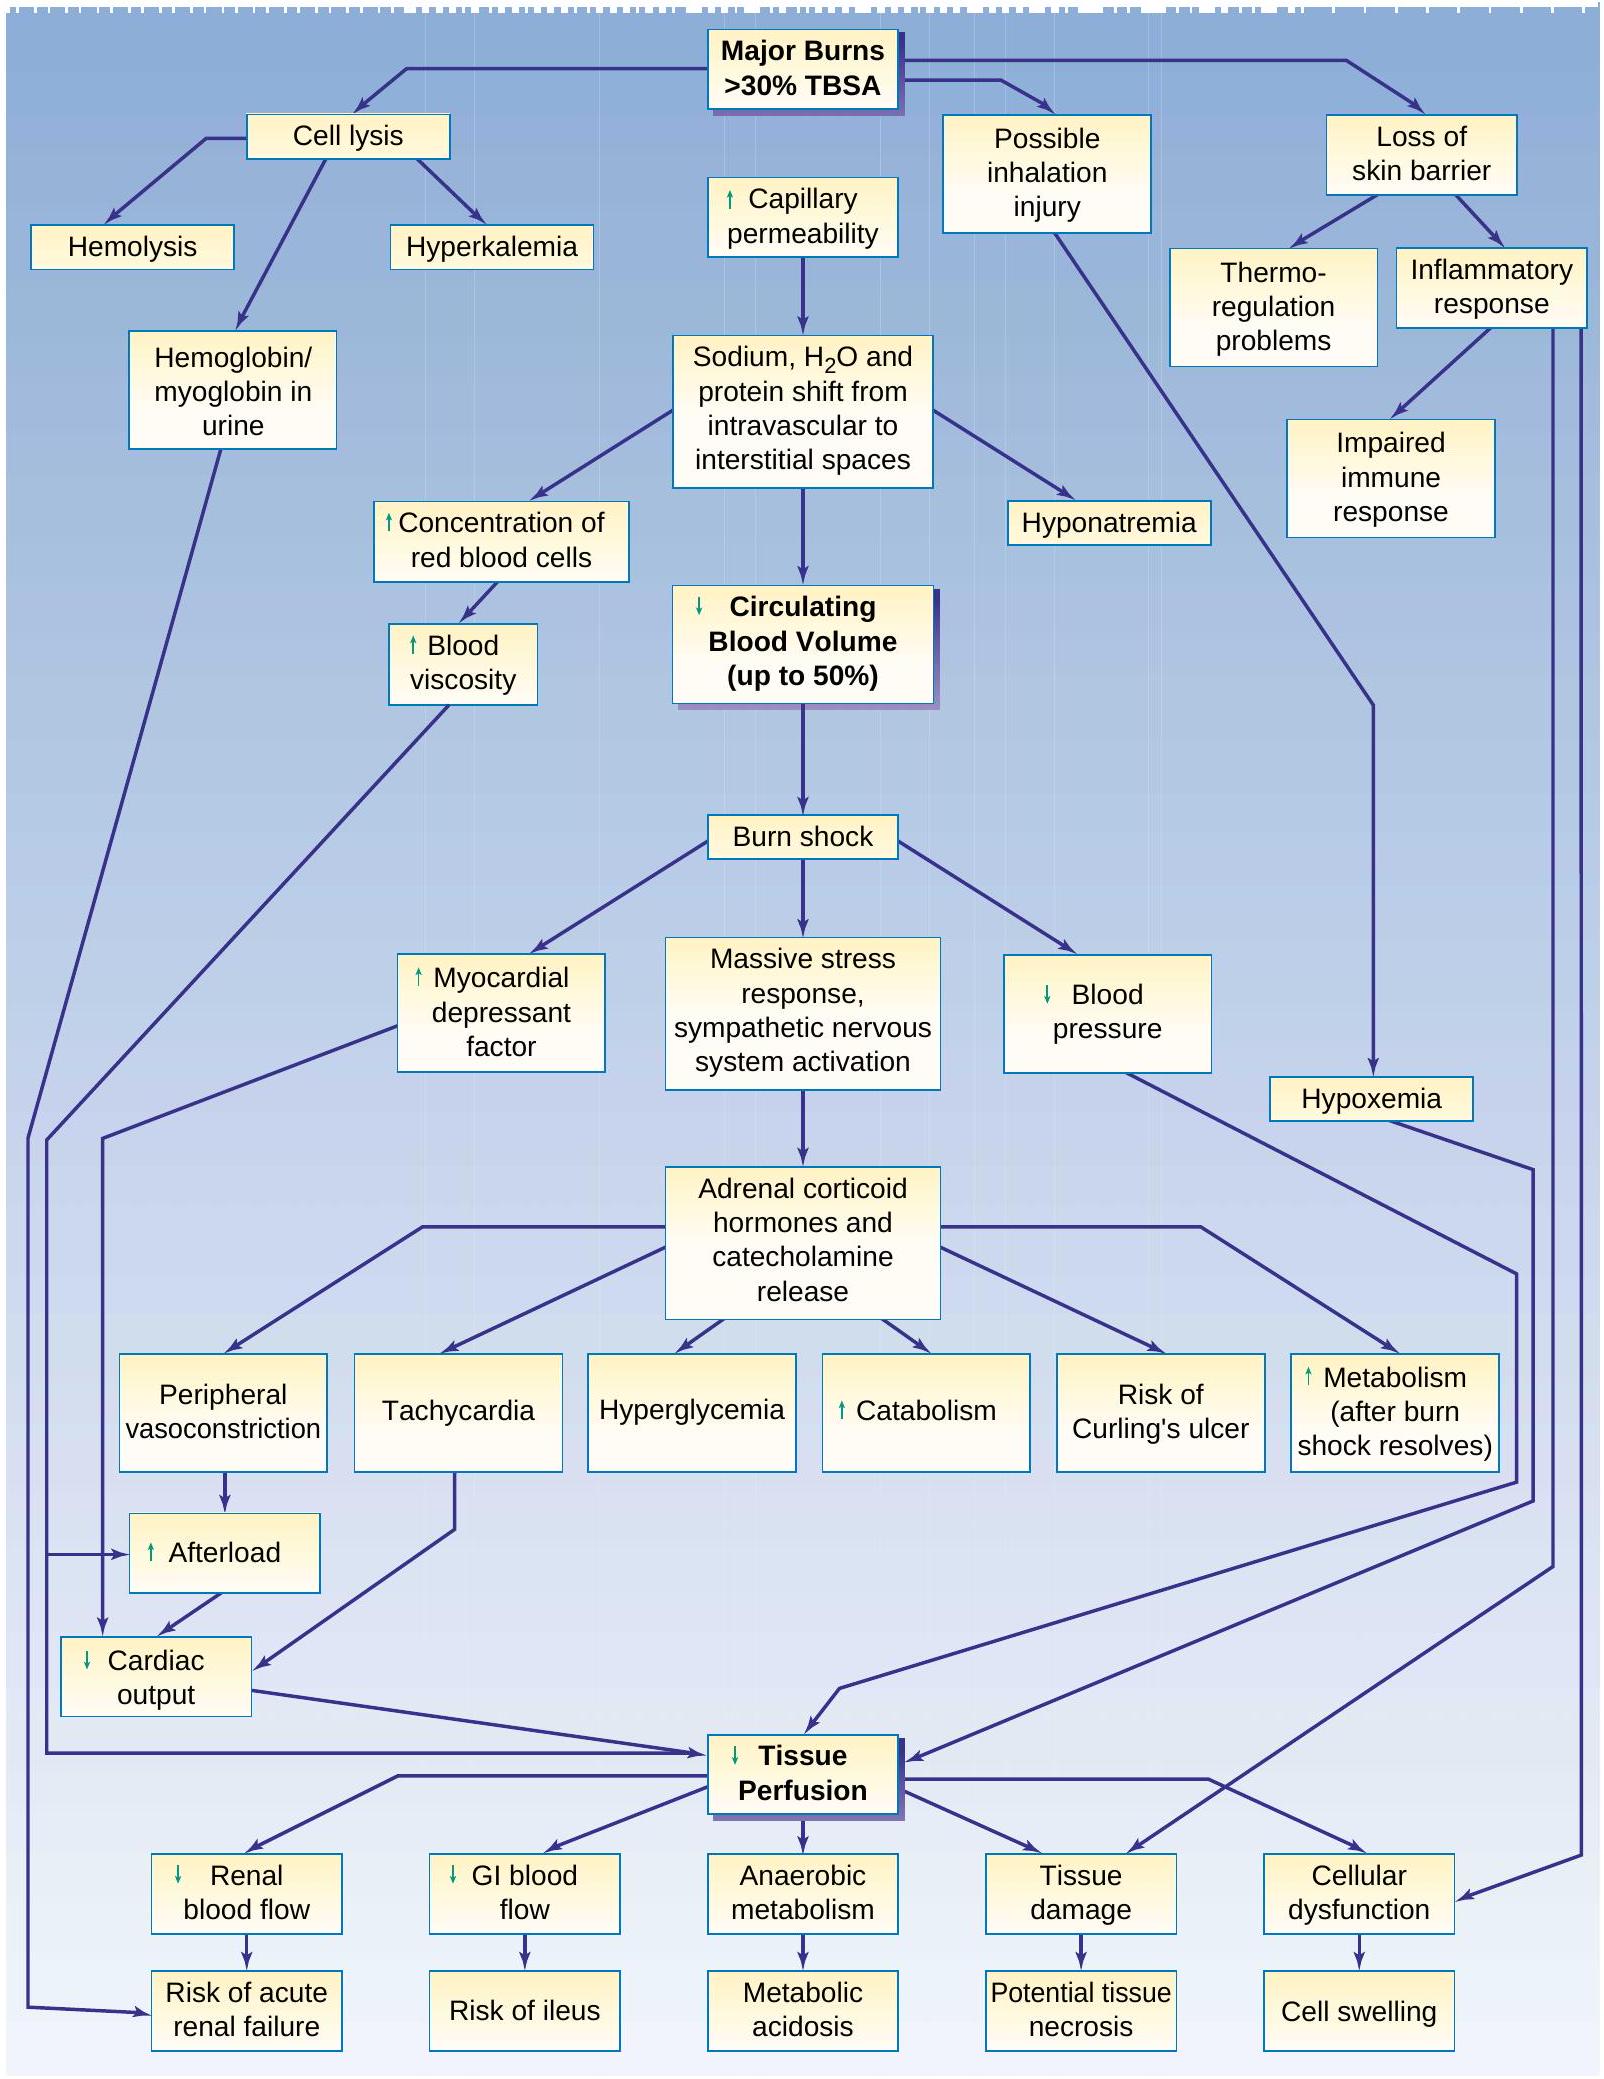 Major Burns
>30% TBSA
Cell lysis
Possible
inhalation
injury
Loss of
skin barrier
↑ Capillary
permeability
Hemolysis
Hyperkalemia
Thermo-
regulation
problems
Inflammatory
response
Hemoglobin/
myoglobin in
urine
Sodium, H₂O and
protein shift from
intravascular to
interstitial spaces
Impaired
immune
response
↑ Concentration of
red blood cells
Hyponatremia
↓ Circulating
Blood Volume
(up to 50%)
↑ Blood
viscosity
Burn shock
↑ Myocardial
depressant
factor
Massive stress
response,
sympathetic nervous
system activation
↓ Blood
pressure
Hypoxemia
Adrenal corticoid
hormones and
catecholamine
release
Peripheral
vasoconstriction
Tachycardia
Hyperglycemia
↑ Catabolism
Risk of
Curling's ulcer
↑ Metabolism
(after burn
shock resolves)
↑ Afterload
↓ Cardiac
output
↓ Tissue
Perfusion
↓ Renal
blood flow
↓ GI blood
flow
Anaerobic
metabolism
Tissue
damage
Cellular
dysfunction
Risk of acute
renal failure
Risk of ileus
Metabolic
acidosis
Potential tissue
necrosis
Cell swelling